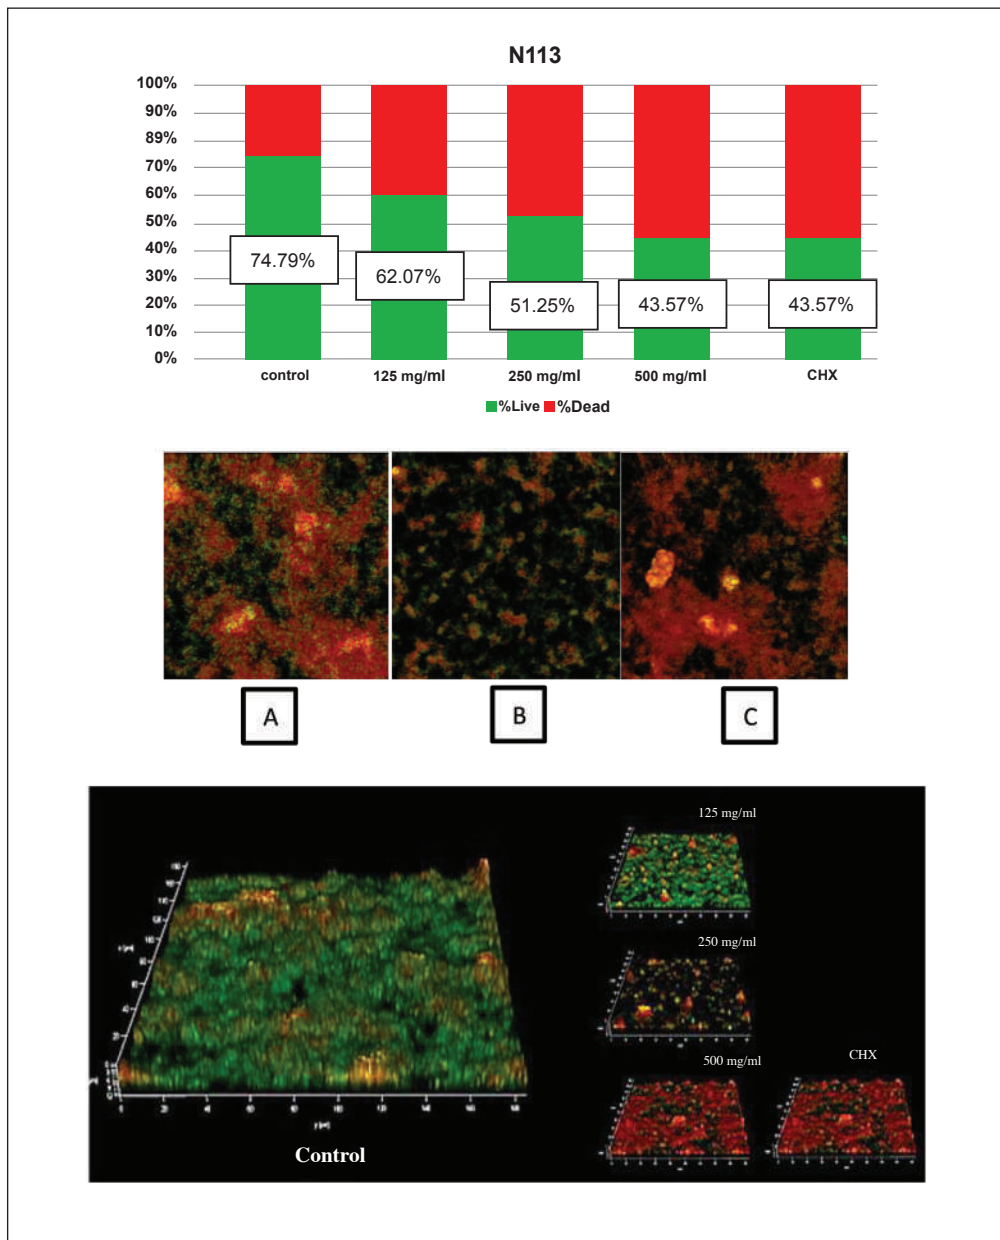 N113
100%
90%
89%
70%
60%
50%
40%
30%
20%
10%
0%
74.79%
62.07%
51.25%
43.57%
43.57%
control 125 mg/ml 250 mg/ml 500 mg/ml CHX
%Live %Dead
A B C
125 mg/ml
250 mg/ml
500 mg/ml CHX
Control